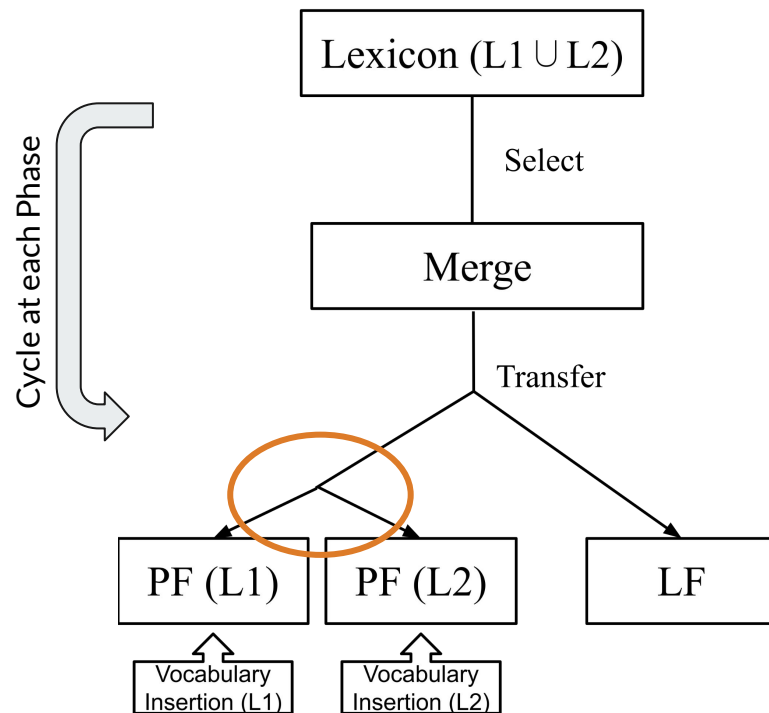 Lexicon (L1 ∪ L2)
Select
Cycle at each Phase
Merge
Transfer
PF (L1)
PF (L2)
LF
Vocabulary
Insertion (L1)
Vocabulary
Insertion (L2)